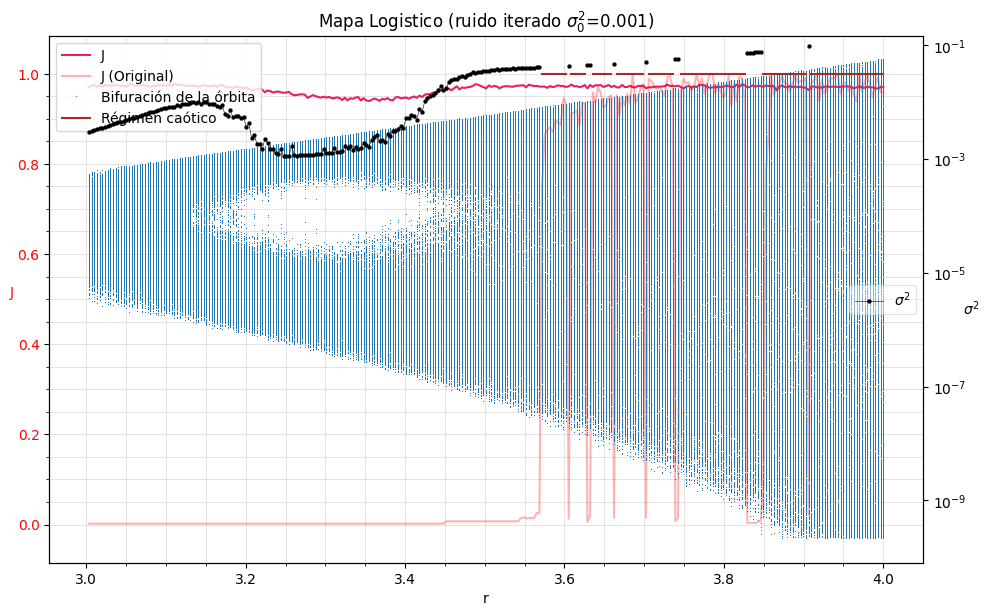 Mapa Logistico (ruido iterado σ₀²=0.001)
J
J (Original)
Bifuración de la órbita
Régimen caótico
1.0
0.8
0.6
0.4
0.2
0.0
J
10⁻¹
10⁻³
10⁻⁵
10⁻⁷
10⁻⁹
σ²
σ²
3.0 3.2 3.4 3.6 3.8 4.0
r